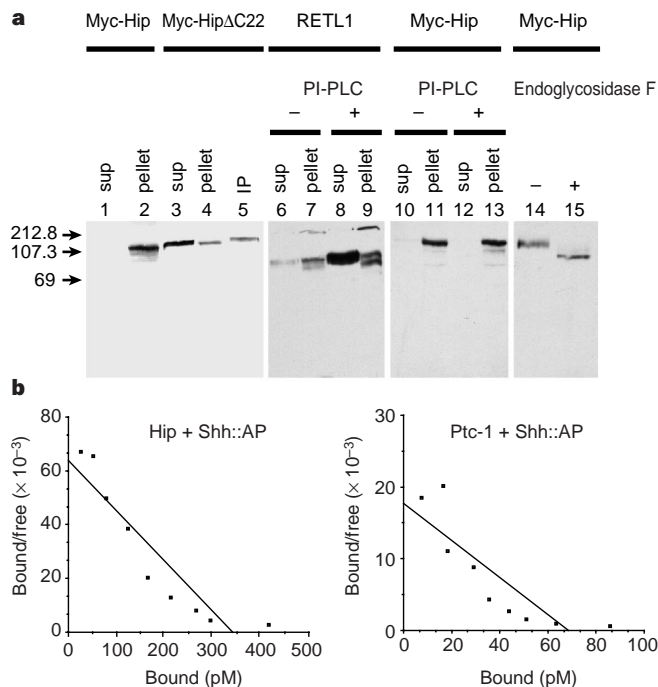 a
Myc-Hip Myc-HipΔC22 RETL1 Myc-Hip Myc-Hip
PI-PLC PI-PLC Endoglycosidase F
– + – +
sup pellet sup pellet IP sup pellet sup pellet sup pellet sup pellet – +
1 2 3 4 5 6 7 8 9 10 11 12 13 14 15
212.8
107.3
69
b
80
60
40
20
0
Bound/free (× 10⁻³)
Hip + Shh::AP
0 100 200 300 400 500
Bound (pM)
30
20
10
0
Bound/free (× 10⁻³)
Ptc-1 + Shh::AP
0 20 40 60 80 100
Bound (pM)